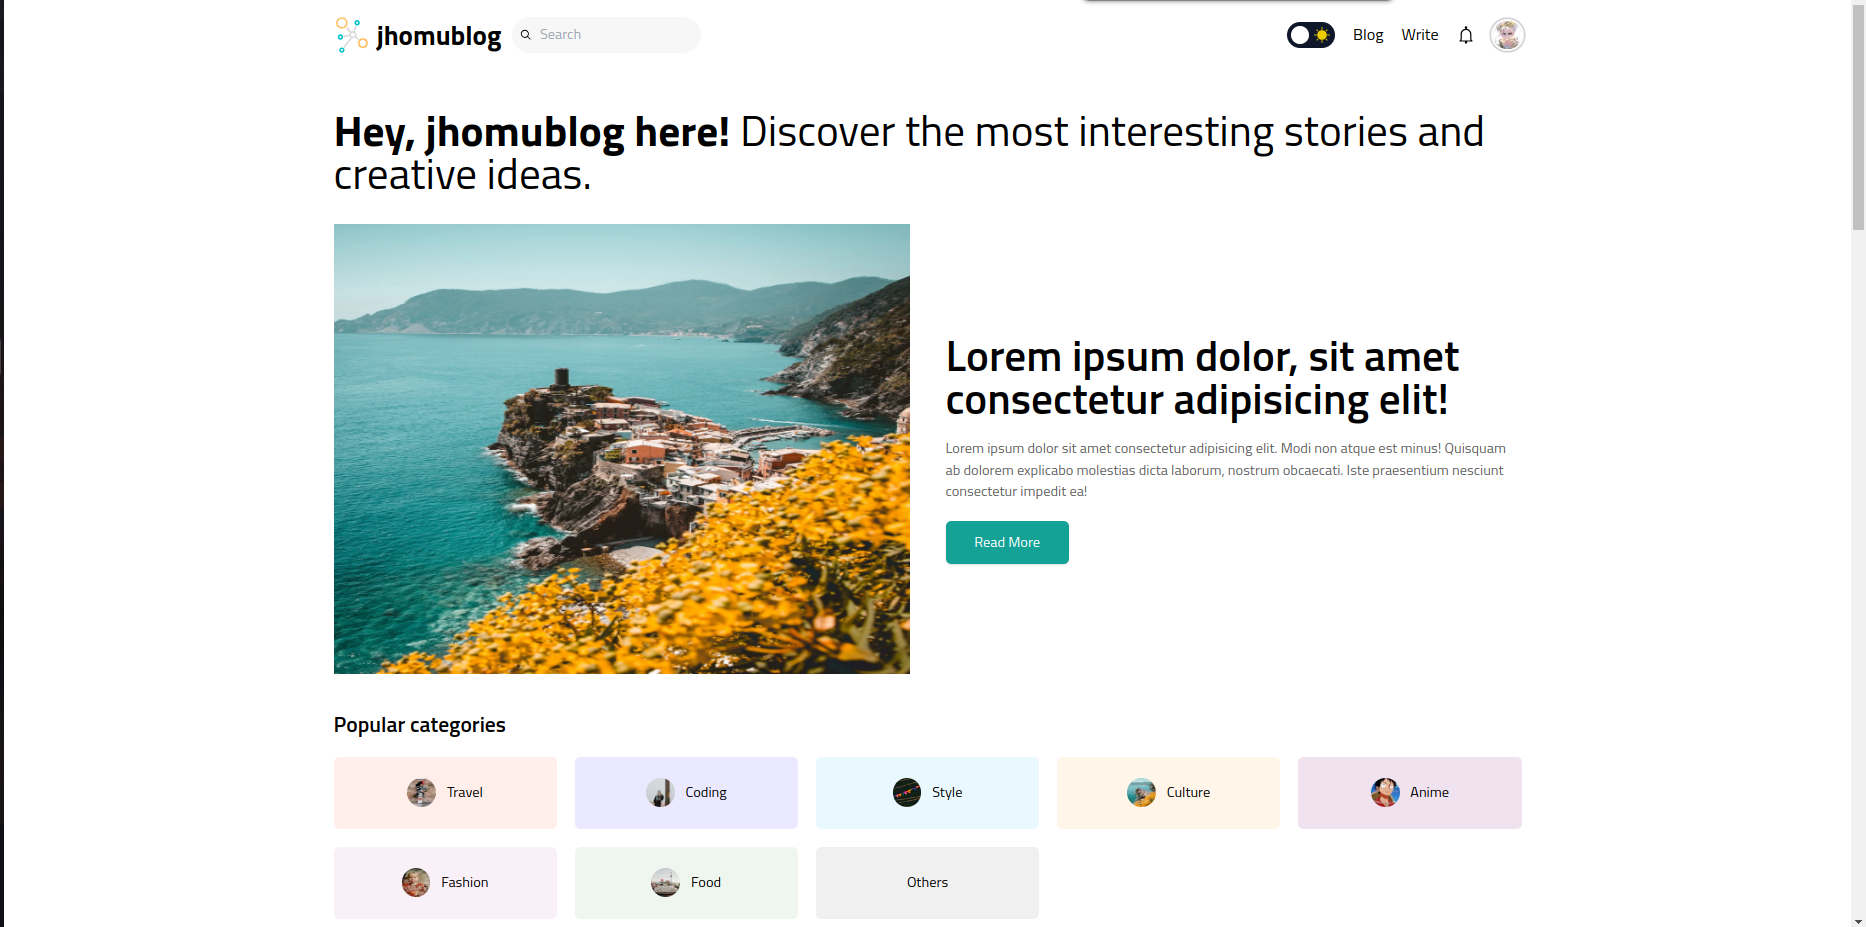 jhomublog
Search
Blog
Write
Hey, jhomublog here! Discover the most interesting stories and
creative ideas.
Lorem ipsum dolor, sit amet
consectetur adipisicing elit!
Lorem ipsum dolor sit amet consectetur adipisicing elit. Modi non atque est minus! Quisquam
ab dolorem explicabo molestias dicta laborum, nostrum obcaecati. Iste praesentium nesciunt
consectetur impedit ea!
Read More
Popular categories
Travel
Coding
Style
Culture
Anime
Fashion
Food
Others